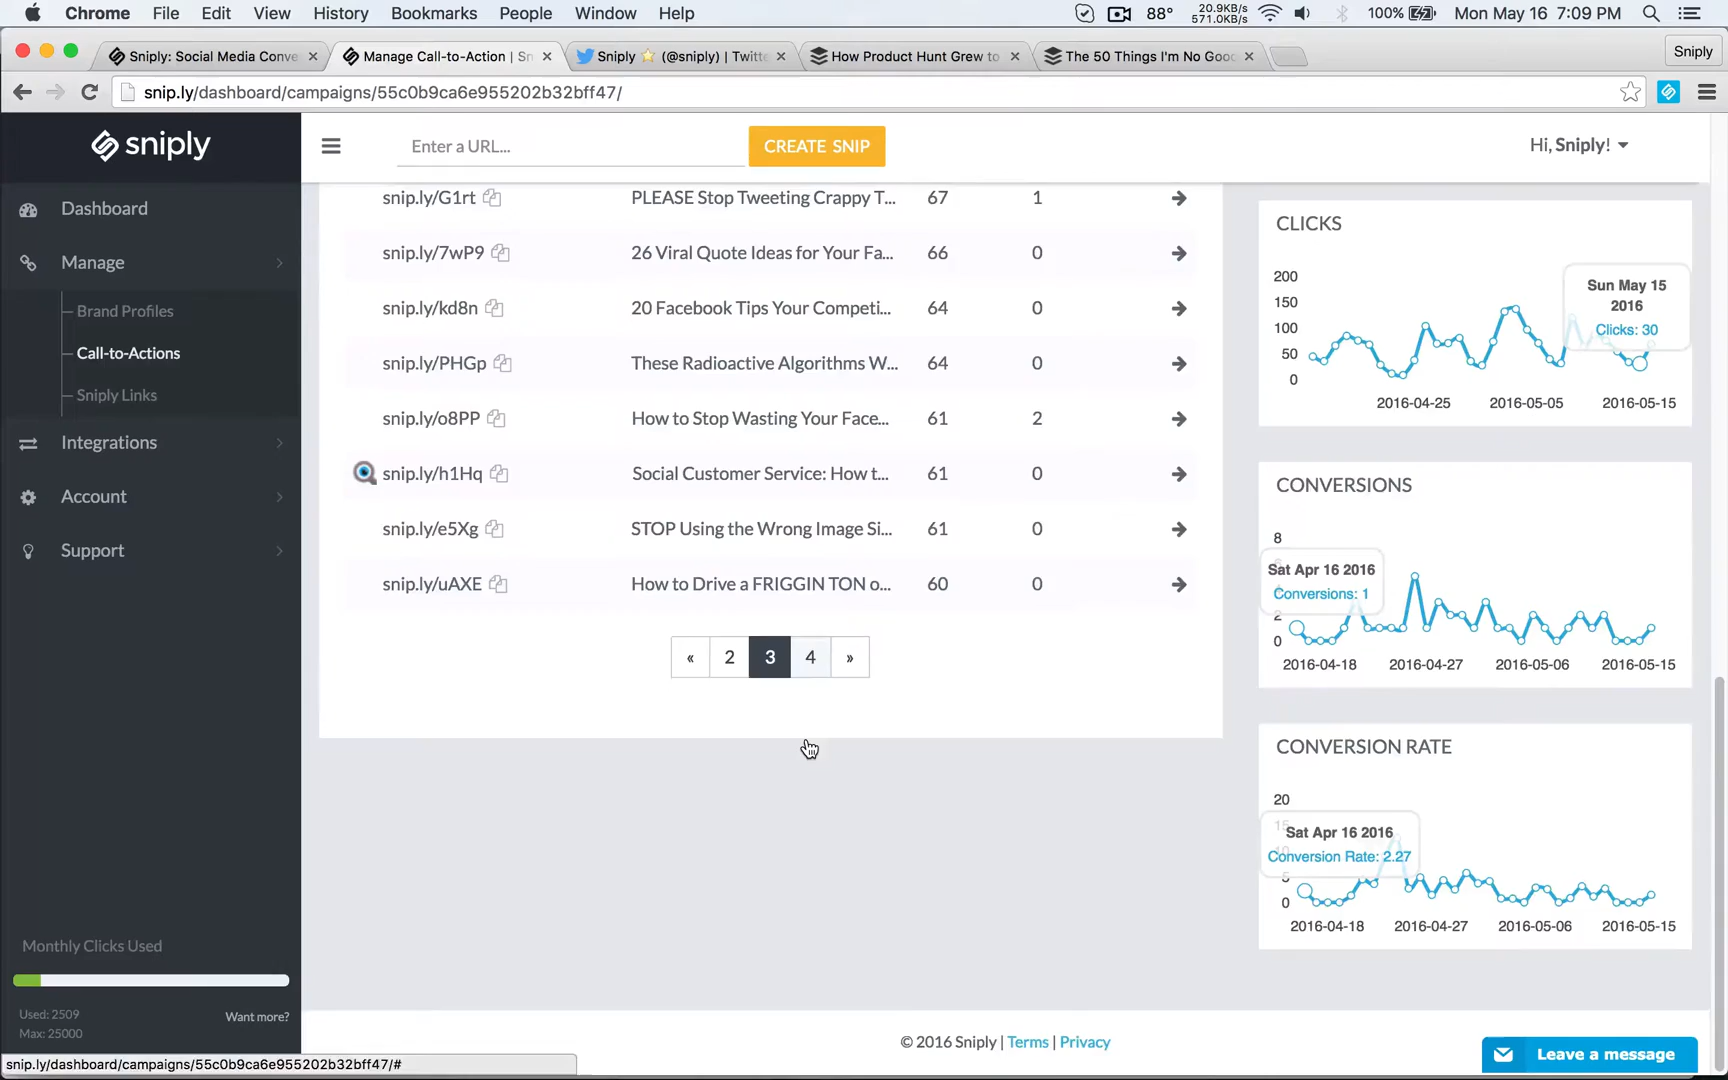 Chrome File Edit View History Bookmarks People Window Help 88° 20.9KB/s 571.0KB/s 100% Mon May 16 7:09 PM
Sniply: Social Media Conve
Manage Call-to-Action | Sn
Sniply ⭐ (@sniply) | Twitte
How Product Hunt Grew to
The 50 Things I'm No Goo
Sniply
snip.ly/dashboard/campaigns/55c0b9ca6e955202b32bff47/
sniply
Enter a URL...
CREATE SNIP
Hi, Sniply!
Dashboard
Manage
Brand Profiles
Call-to-Actions
Sniply Links
Integrations
Account
Support
Monthly Clicks Used
Used: 2509
Max: 25000
Want more?
snip.ly/G1rt PLEASE Stop Tweeting Crappy T... 67 1
snip.ly/7wP9 26 Viral Quote Ideas for Your Fa... 66 0
snip.ly/kd8n 20 Facebook Tips Your Competi... 64 0
snip.ly/PHGp These Radioactive Algorithms W... 64 0
snip.ly/o8PP How to Stop Wasting Your Face... 61 2
snip.ly/h1Hq Social Customer Service: How t... 61 0
snip.ly/e5Xg STOP Using the Wrong Image Si... 61 0
snip.ly/uAXE How to Drive a FRIGGIN TON o... 60 0
« 2 3 4 »
CLICKS
200
150
100
50
0
Sun May 15
2016
Clicks: 30
2016-04-25 2016-05-05 2016-05-15
CONVERSIONS
8
Sat Apr 16 2016
Conversions: 1
2
0
2016-04-18 2016-04-27 2016-05-06 2016-05-15
CONVERSION RATE
20
15
Sat Apr 16 2016
Conversion Rate: 2.27
5
0
2016-04-18 2016-04-27 2016-05-06 2016-05-15
© 2016 Sniply | Terms | Privacy
Leave a message
snip.ly/dashboard/campaigns/55c0b9ca6e955202b32bff47/#